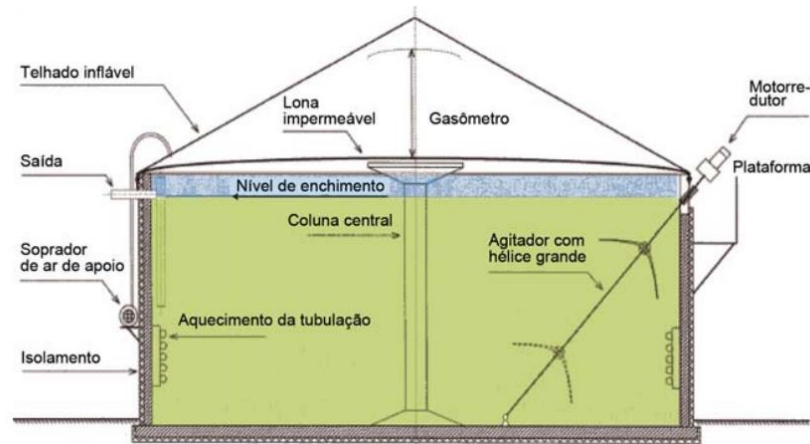 Telhado inflável
Lona
impermeável
Gasômetro
Motorre-
dutor
Saída
Nível de enchimento
Plataforma
Coluna central
Agitador com
hélice grande
Soprador
de ar de apoio
Aquecimento da tubulação
Isolamento